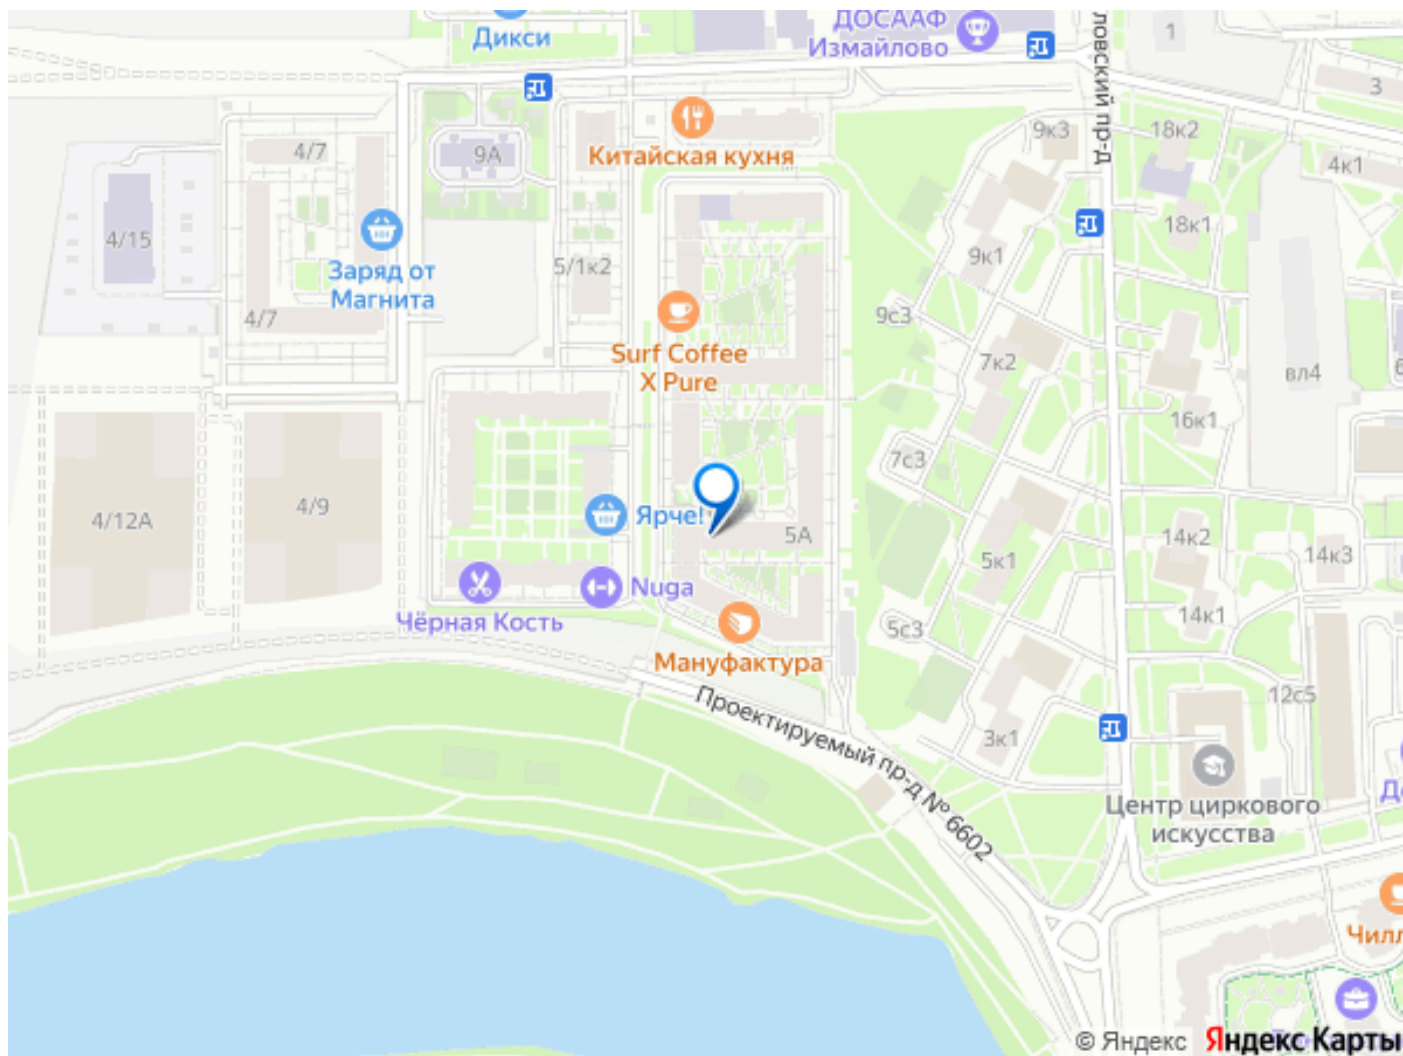 Дикси
ДОСААФ
Измайлово
ловский пр-д
1
3
9к3
18к2
Китайская кухня
4/7
9А
4к1
4/15
18к1
Заряд от
Магнита
5/1к2
9к1
4/7
9с3
Surf Coffee
X Pure
7к2
вл4
16к1
7с3
4/12А
4/9
Ярче!
5А
14к2
14к3
5к1
Nuga
Чёрная Кость
14к1
5с3
Мануфактура
12с5
Проектируемый пр-д № 6602
3к1
Центр циркового
искусства
© Яндекс
Яндекс Карты